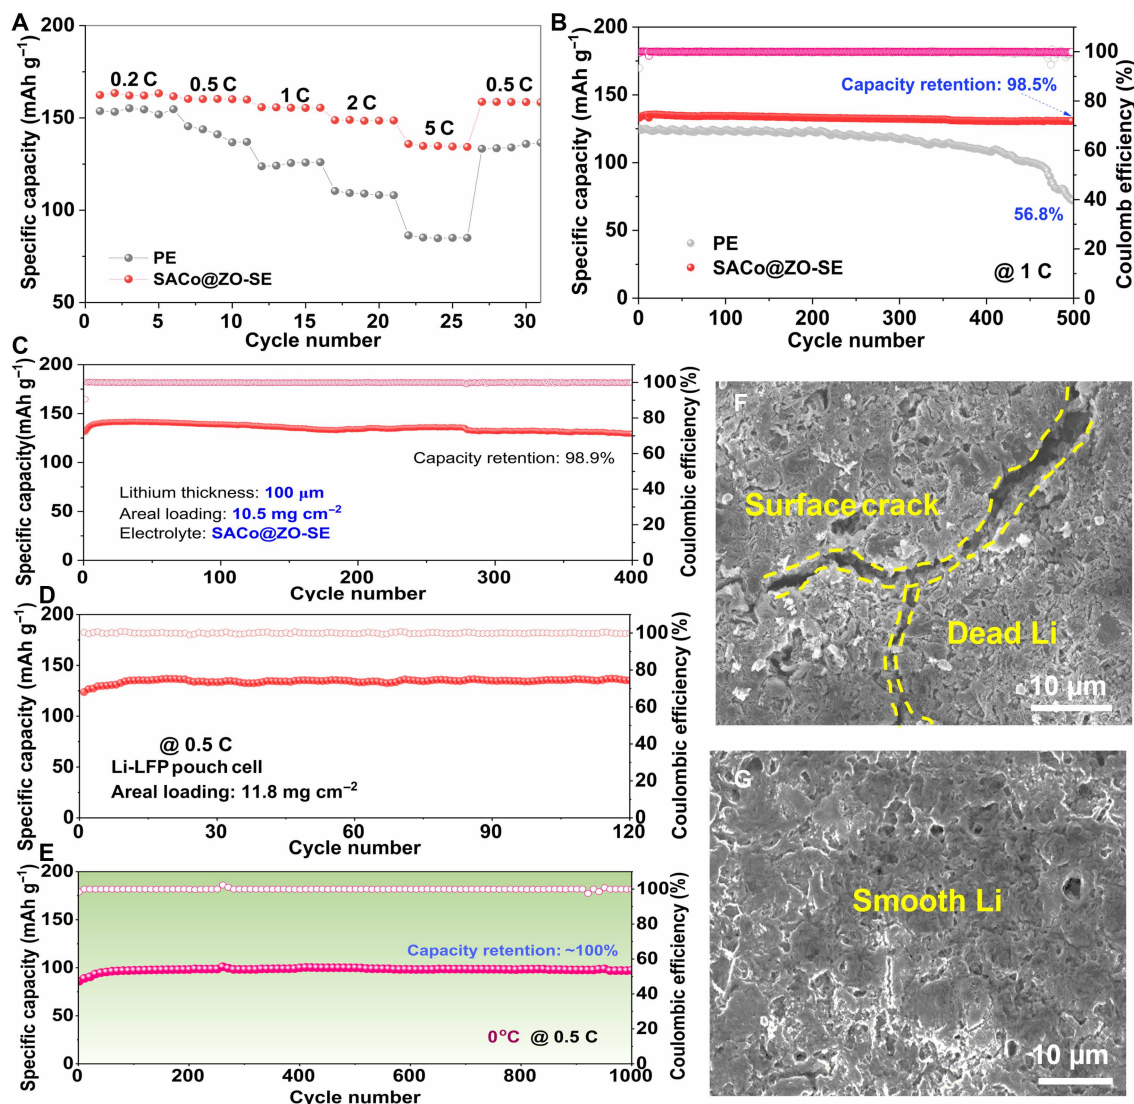 A
200
150
100
50
Specific capacity (mAh g⁻¹)
0.2 C
0.5 C
1 C
2 C
5 C
0.5 C
PE
SACo@ZO-SE
0 5 10 15 20 25 30
Cycle number
B
200
150
100
50
0
Specific capacity (mAh g⁻¹)
Capacity retention: 98.5%
56.8%
PE
SACo@ZO-SE
@ 1 C
100
80
60
40
20
0
Coulomb efficiency (%)
0 100 200 300 400 500
Cycle number
C
200
150
100
50
0
Specific capacity(mAh g⁻¹)
Capacity retention: 98.9%
Lithium thickness: 100 μm
Areal loading: 10.5 mg cm⁻²
Electrolyte: SACo@ZO-SE
100
80
60
40
20
0
Coulombic efficiency (%)
0 100 200 300 400
Cycle number
D
200
150
100
50
0
Specific capacity (mAh g⁻¹)
@ 0.5 C
Li-LFP pouch cell
Areal loading: 11.8 mg cm⁻²
100
80
60
40
20
0
Coulombic efficiency (%)
0 30 60 90 120
Cycle number
E
200
150
100
50
0
Specific capacity (mAh g⁻¹)
Capacity retention: ~100%
0°C @ 0.5 C
100
80
60
40
20
0
Coulombic efficiency (%)
0 200 400 600 800 1000
Cycle number
F
Surface crack
Dead Li
10 μm
G
Smooth Li
10 μm